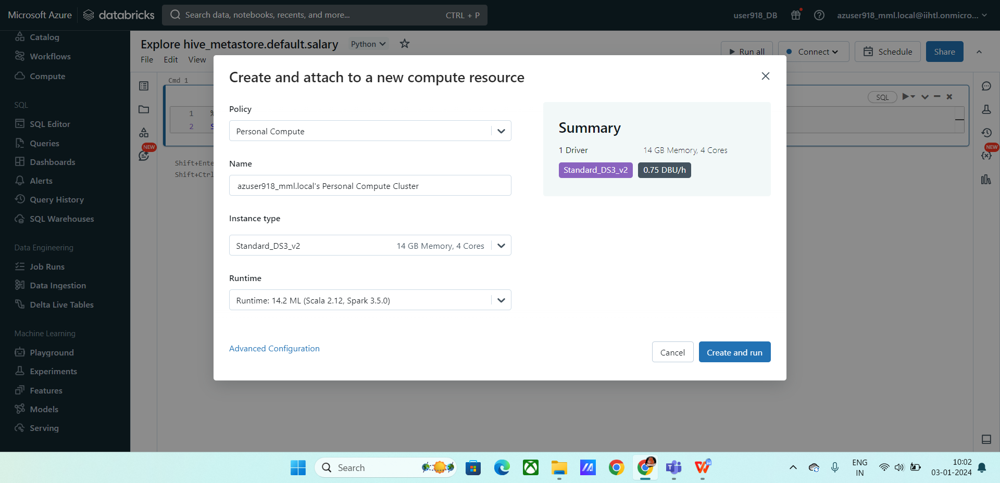 Microsoft Azure
databricks
Search data, notebooks, recents, and more...
CTRL + P
user918_DB
azuser918_mml.local@iihtl.onmicro...
Catalog
Workflows
Compute
SQL
SQL Editor
Queries
Dashboards
Alerts
Query History
SQL Warehouses
Data Engineering
Job Runs
Data Ingestion
Delta Live Tables
Machine Learning
Playground
Experiments
Features
Models
Serving
Explore hive_metastore.default.salary
Python
File Edit View
Run all
Connect
Schedule
Share
NEW
Cmd 1
1 %
2
Shift+Ente
Shift+Ctrl
SQL
NEW
Create and attach to a new compute resource
Policy
Personal Compute
Name
azuser918_mml.local's Personal Compute Cluster
Instance type
Standard_DS3_v2 14 GB Memory, 4 Cores
Runtime
Runtime: 14.2 ML (Scala 2.12, Spark 3.5.0)
Advanced Configuration
Summary
1 Driver 14 GB Memory, 4 Cores
Standard_DS3_v2 0.75 DBU/h
Cancel
Create and run
Search
ENG
IN
10:02
03-01-2024